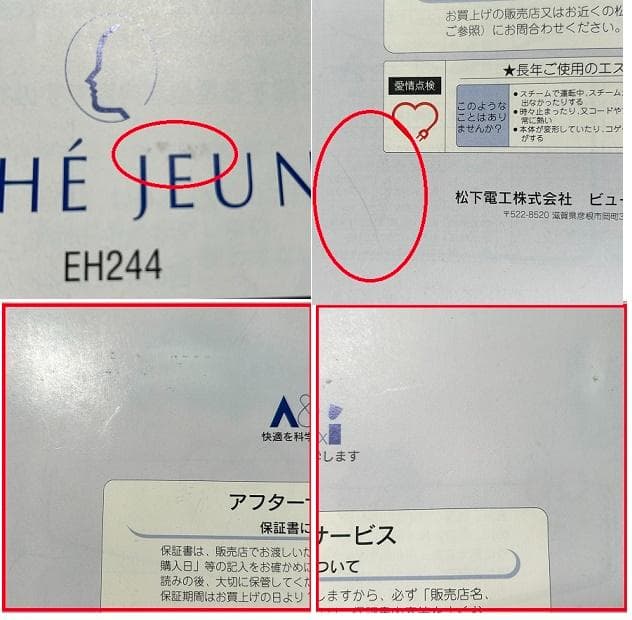 HÉ JEUN
EH244
お買上げの販売店又はお近くの松
ご参照）にお問合わせください。
愛情点検
★長年ご使用のエス
このような
ことはあり
ませんか？
●スチームで運転中、スチーム
出なかったりする
●時々止まったり、又コードや
常に熱い
●本体が変形していたり、コゲ
がする
松下電工株式会社 ビュー
〒522-8520 滋賀県彦根市岡町3
A&
快適を科学
アフター
保証書に
保証書は、販売店でお渡しいた
購入日」等の記入をお確かめに
読みの後、大切に保管してくだ
保証期間はお買上げの日より
&i
学します
サービス
ついて
しますから、必ず「販売店名、